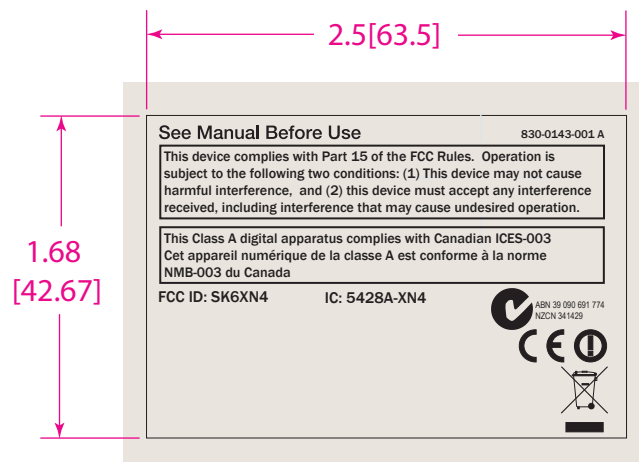 2.5[63.5]
See Manual Before Use
830-0143-001 A
This device complies with Part 15 of the FCC Rules.  Operation is
subject to the following two conditions: (1) This device may not cause
harmful interference,  and (2) this device must accept any interference
received, including interference that may cause undesired operation.
This Class A digital apparatus complies with Canadian ICES-003
Cet appareil numérique de la classe A est conforme à la norme
NMB-003 du Canada
1.68
[42.67]
FCC ID: SK6XN4
IC: 5428A-XN4
ABN 39 090 691 774
NZCN 341429
CE